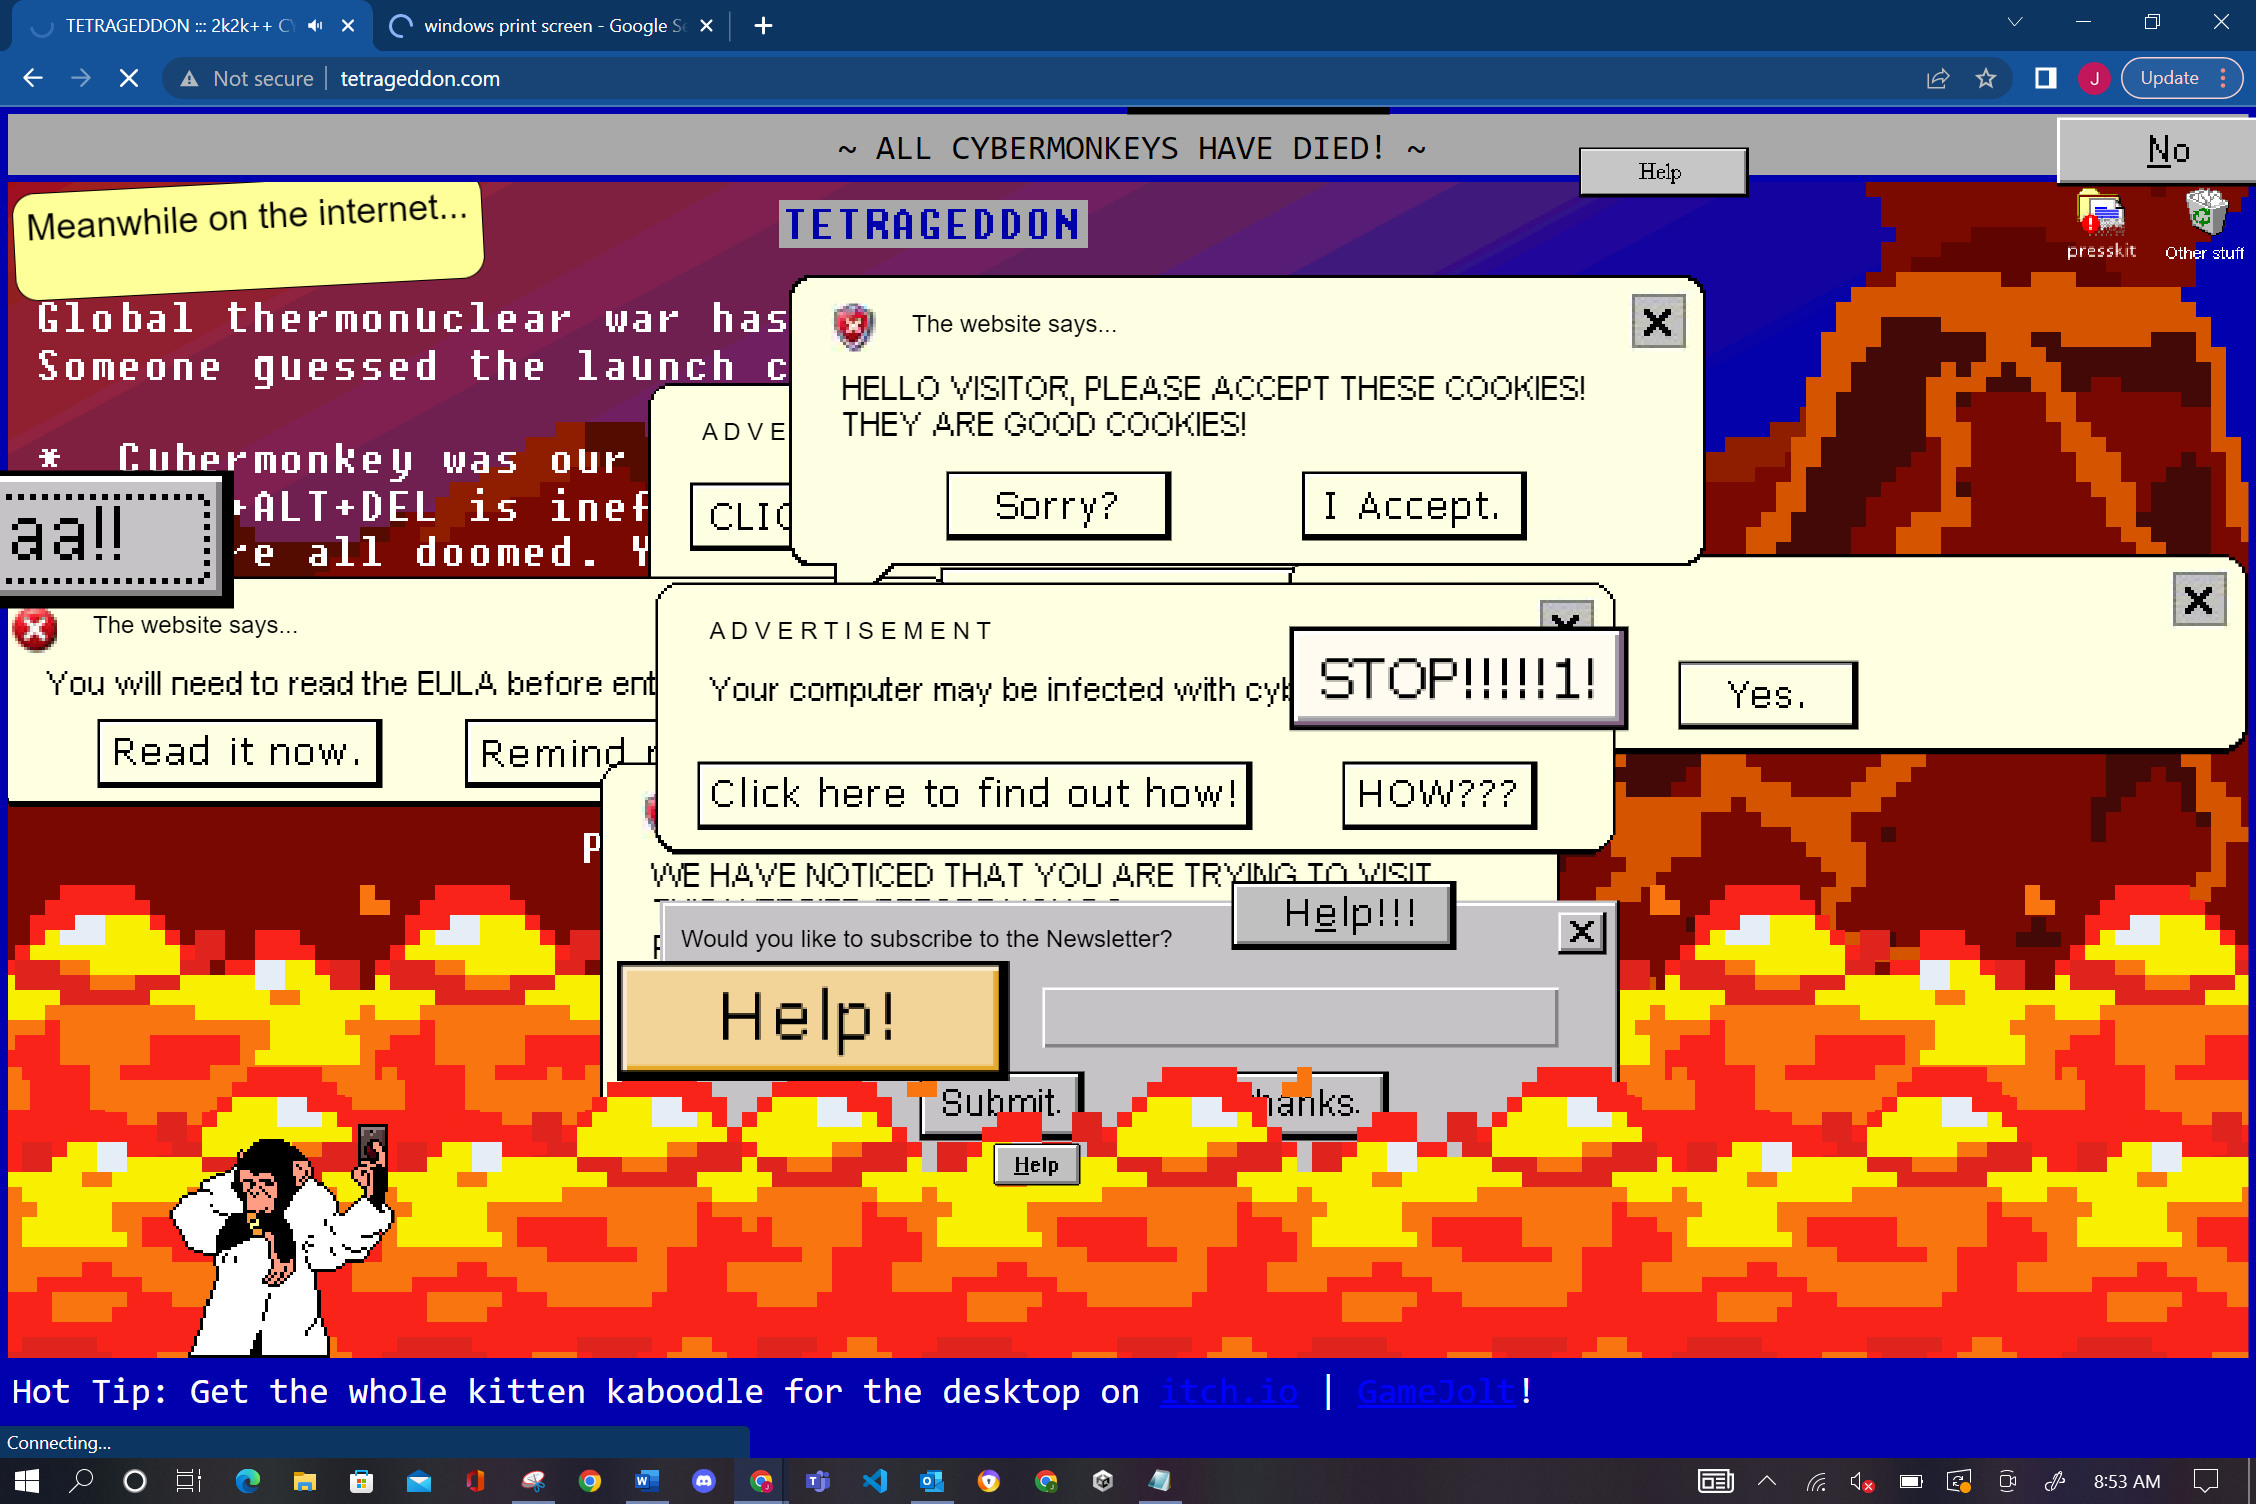 TETRAGEDDON ::: 2k2k++
windows print screen - Google
Not secure
tetrageddon.com
J
Update
~ ALL CYBERMONKEYS HAVE DIED! ~
Help
No
Meanwhile on the internet...
TETRAGEDDON
presskit
Other stuff
Global thermonuclear war has
Someone guessed the launch
The website says...
HELLO VISITOR, PLEASE ACCEPT THESE COOKIES!
THEY ARE GOOD COOKIES!
Sorry?
I Accept.
* Cybermonkey was our
+ALT+DEL is
all doomed.
aa!!
The website says...
You will need to read the EULA before
Read it now.
Remind
ADVERTISEMENT
Your computer may be infected with
STOP!!!!!1!
Click here to find out how!
HOW???
Yes.
WE HAVE NOTICED THAT YOU ARE TRYING TO VISIT
Would you like to subscribe to the Newsletter?
Help!!!
Help!
Submit.
hanks.
Help
Hot Tip: Get the whole kitten kaboodle for the desktop on itch.io | GameJolt!
Connecting...
8:53 AM